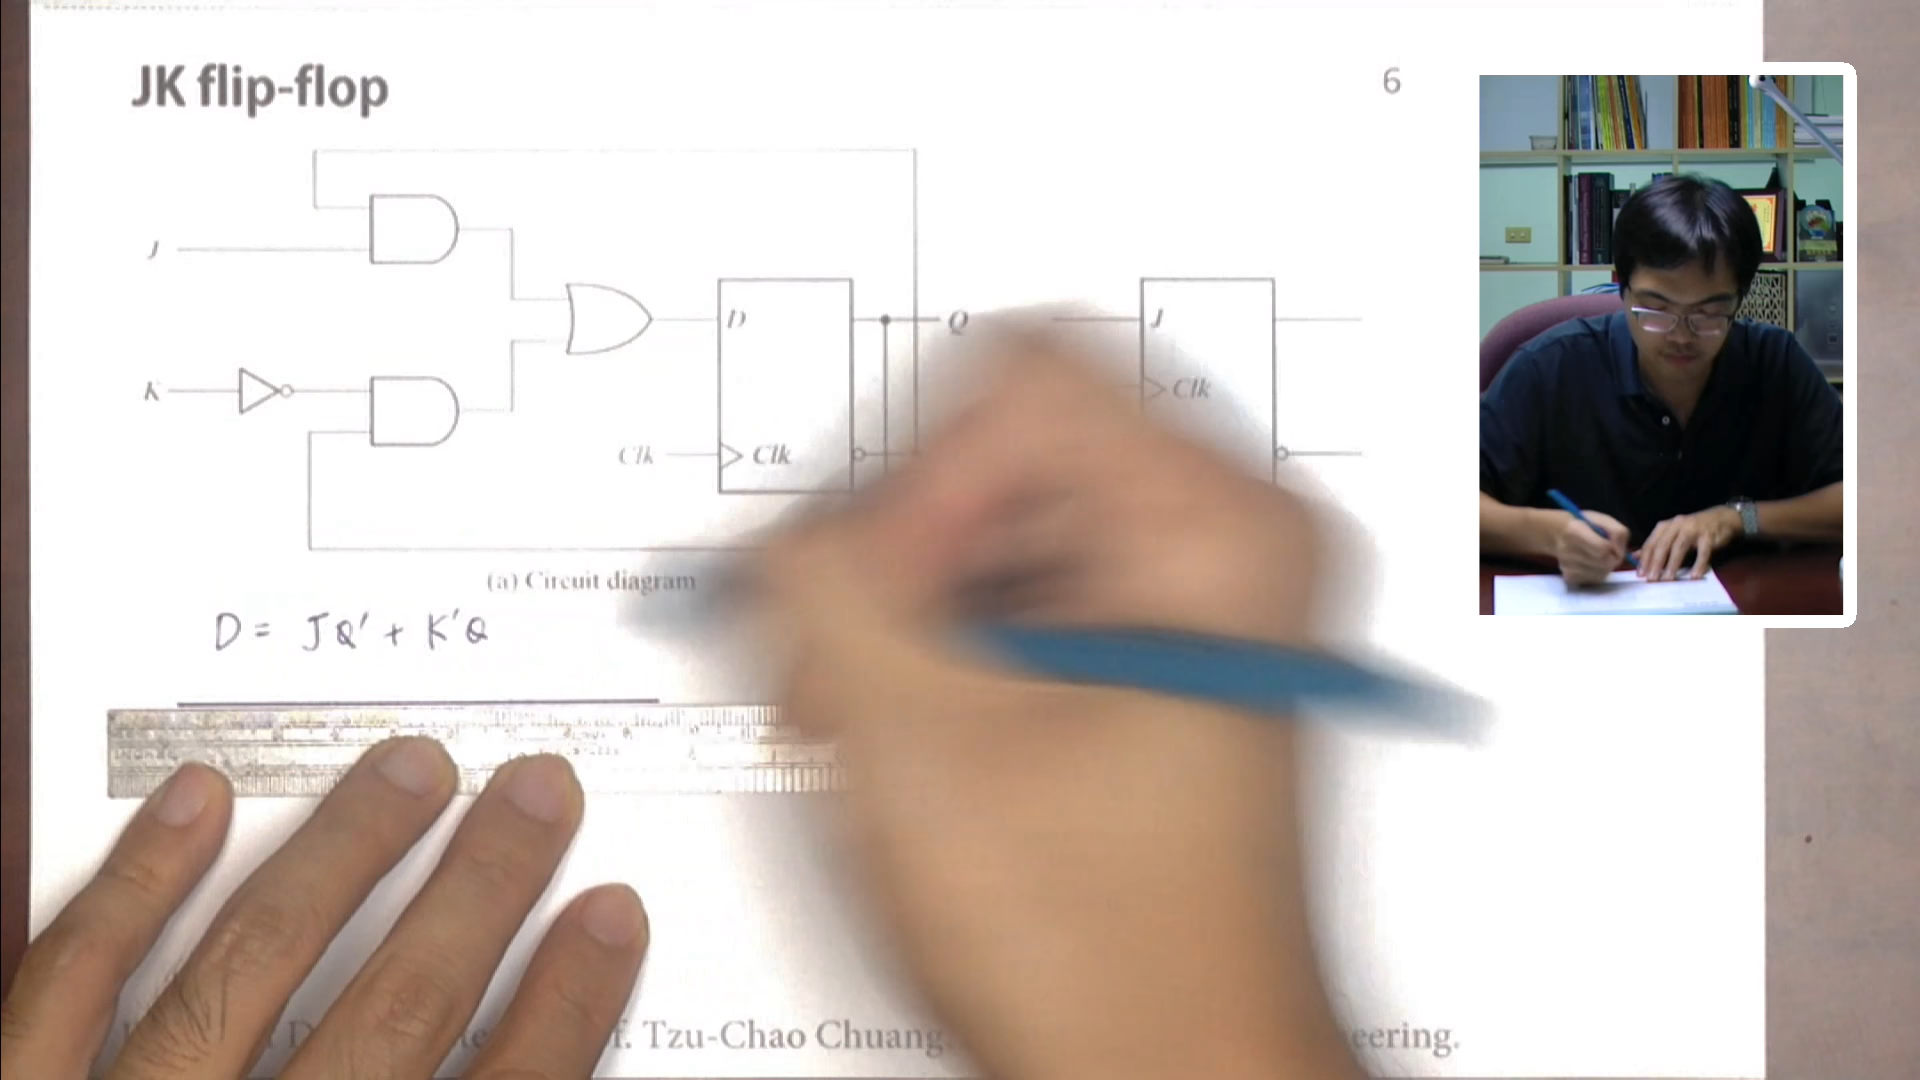 JK flip-flop
6
J
D
Q
J
K
Clk
Clk
Clk
(a) Circuit diagram
D = JQ' + K'Q
f. Tzu-Chao Chuang
eering.